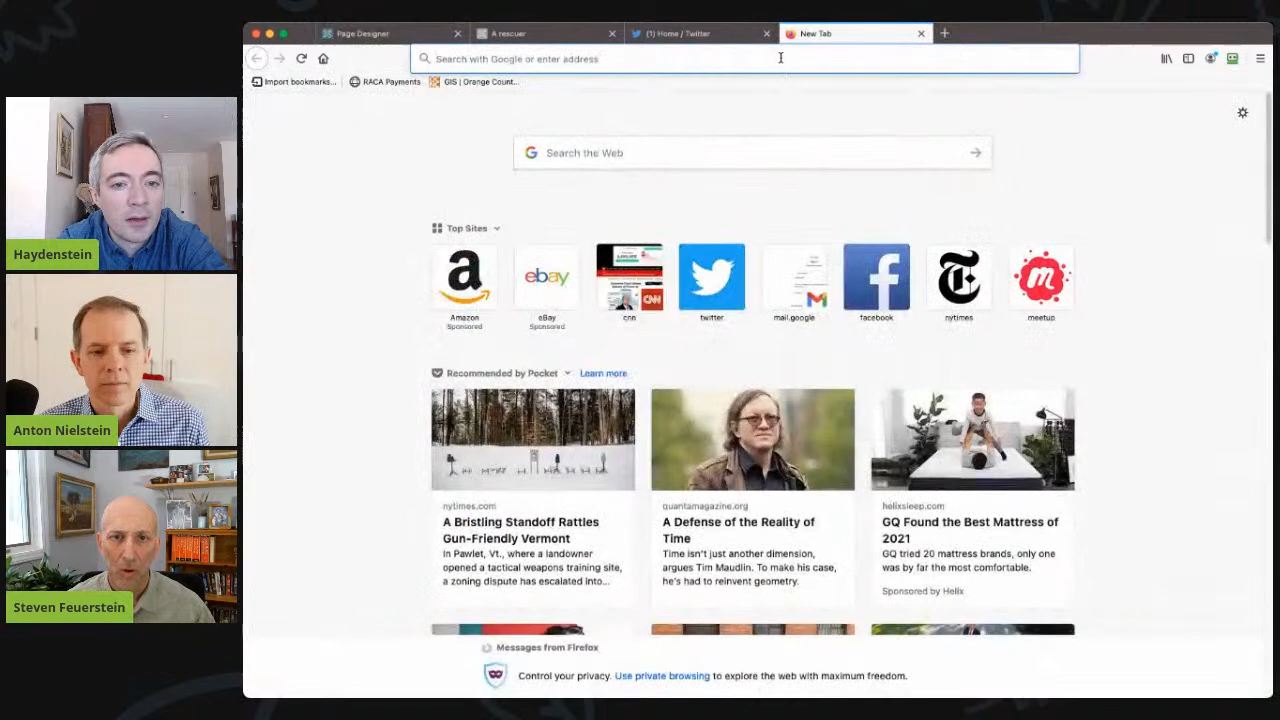 Page Designer
A rescuer
(1) Home / Twitter
New Tab
Search with Google or enter address
Import bookmarks...
RACA Payments
GIS | Orange Count...
Search the Web
Top Sites
a
ebay
CNN
m
Amazon
Sponsored
eBay
Sponsored
cnn
twitter
mail.google
facebook
nytimes
meetup
Recommended by Pocket
Learn more
nytimes.com
A Bristling Standoff Rattles
Gun-Friendly Vermont
In Pawlet, Vt., where a landowner
opened a tactical weapons training site,
a zoning dispute has escalated into...
quantamagazine.org
A Defense of the Reality of
Time
Time isn't just another dimension,
argues Tim Maudlin. To make his case,
he's had to reinvent geometry.
helixsleep.com
GQ Found the Best Mattress of
2021
GQ tried 20 mattress brands, only one
was by far the most comfortable.
Sponsored by Helix
Messages from Firefox
Control your privacy. Use private browsing to explore the web with maximum freedom.
Haydenstein
Anton Nielstein
Steven Feuerstein